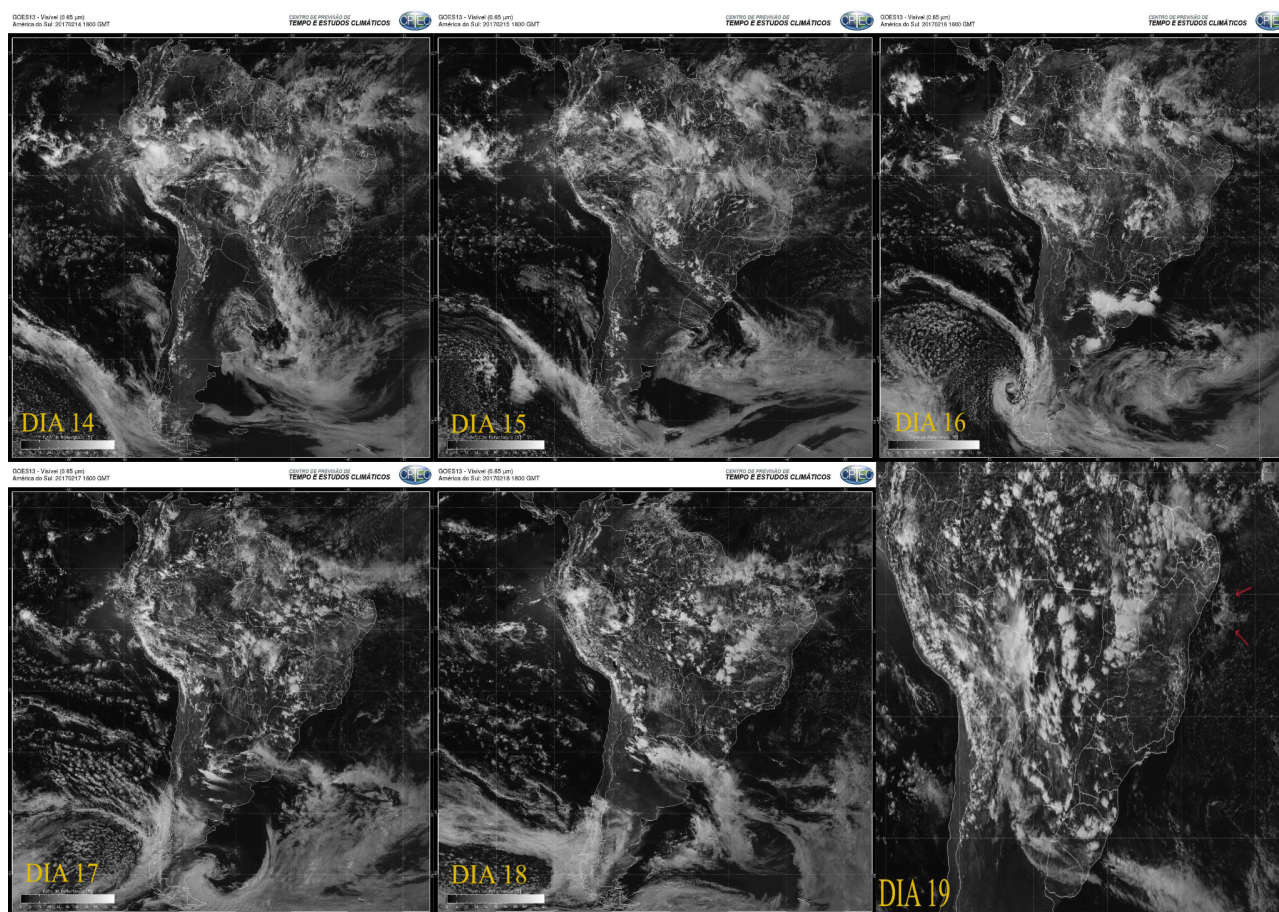 GOES13 - Visível (0.65 µm)
América do Sul: 20170214 1800 GMT
CENTRO DE PREVISÃO DE
TEMPO E ESTUDOS CLIMÁTICOS
CPTEC
GOES13 - Visível (0.65 µm)
América do Sul: 20170215 1800 GMT
CENTRO DE PREVISÃO DE
TEMPO E ESTUDOS CLIMÁTICOS
CPTEC
GOES13 - Visível (0.65 µm)
América do Sul: 20170216 1800 GMT
CENTRO DE PREVISÃO DE
TEMPO E ESTUDOS CLIMÁTICOS
CPTEC
DIA 14
DIA 15
DIA 16
GOES13 - Visível (0.65 µm)
América do Sul: 20170217 1800 GMT
CENTRO DE PREVISÃO DE
TEMPO E ESTUDOS CLIMÁTICOS
CPTEC
GOES13 - Visível (0.65 µm)
América do Sul: 20170218 1800 GMT
CENTRO DE PREVISÃO DE
TEMPO E ESTUDOS CLIMÁTICOS
CPTEC
DIA 17
DIA 18
DIA 19